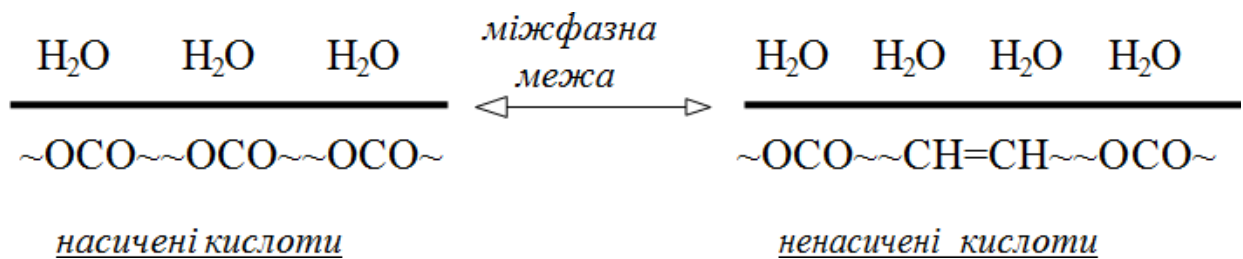 H₂O H₂O H₂O
міжфазна
межа
H₂O H₂O H₂O H₂O
~OCO~~OCO~~OCO~
~OCO~~CH=CH~~OCO~
насичені кислоти
ненасичені кислоти